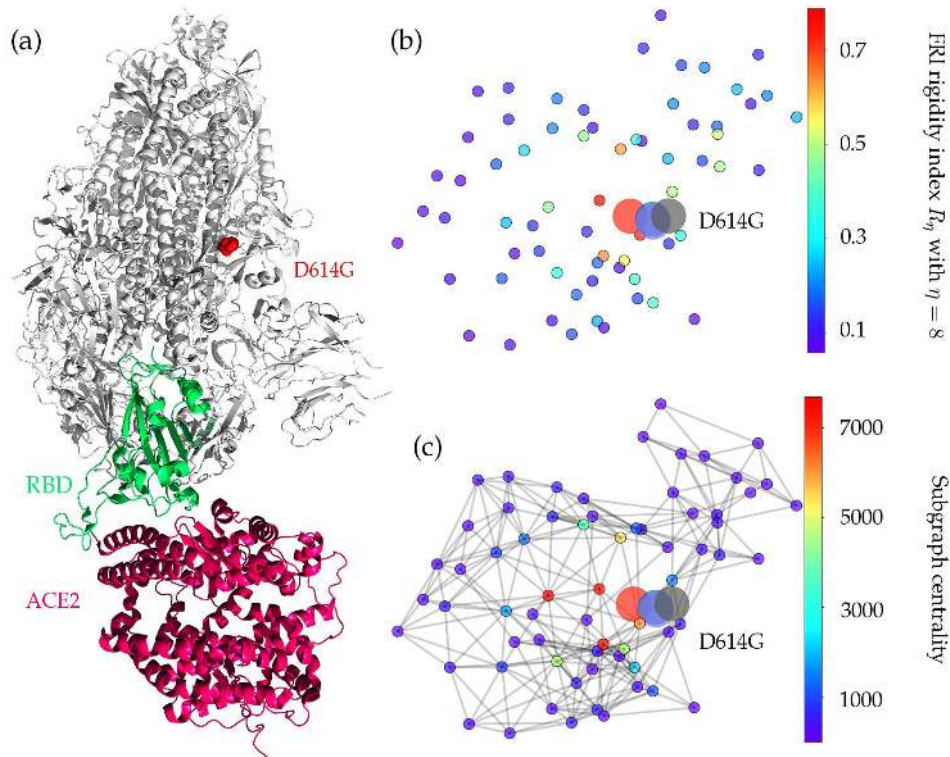 (a)
D614G
RBD
ACE2
(b)
D614G
0.7
0.5
0.3
0.1
FRI rigidity index Rη with η = 8
(c)
D614G
7000
5000
3000
1000
Subgraph centrality